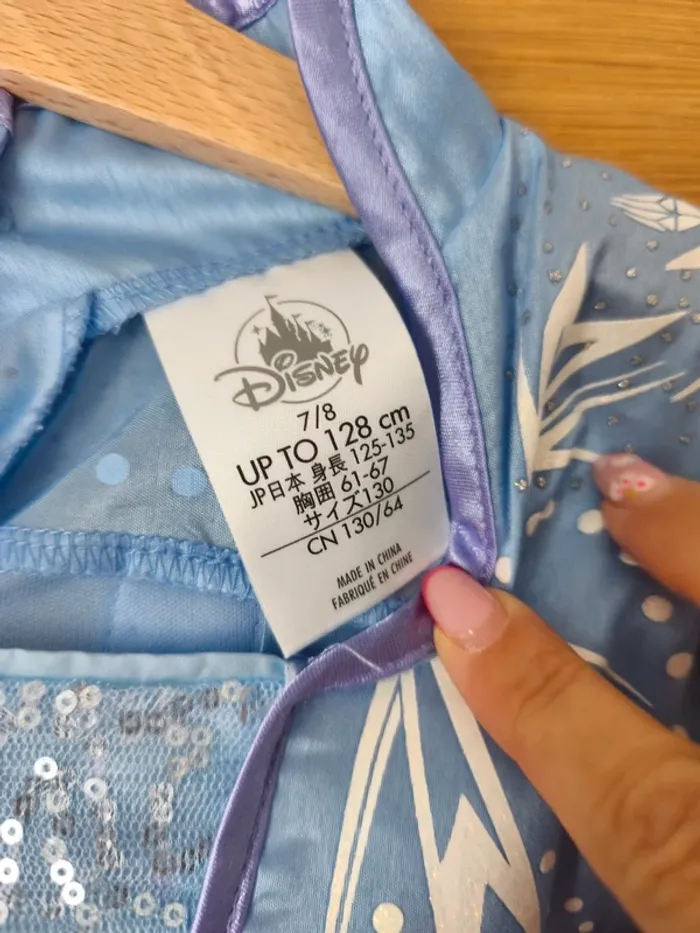 DISNEY
7/8
UP TO 128 cm
JP日本 身長 125-135
胸囲 61-67
サイズ130
CN 130/64
MADE IN CHINA
FABRIQUÉ EN CHINE